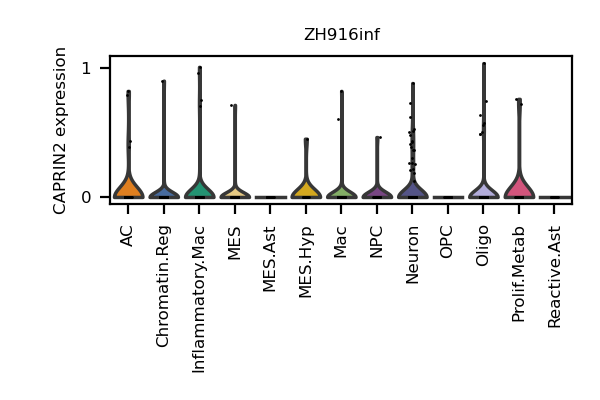 ZH916inf
CAPRIN2 expression
1
0
AC
Chromatin.Reg
Inflammatory.Mac
MES
MES.Ast
MES.Hyp
Mac
NPC
Neuron
OPC
Oligo
Prolif.Metab
Reactive.Ast